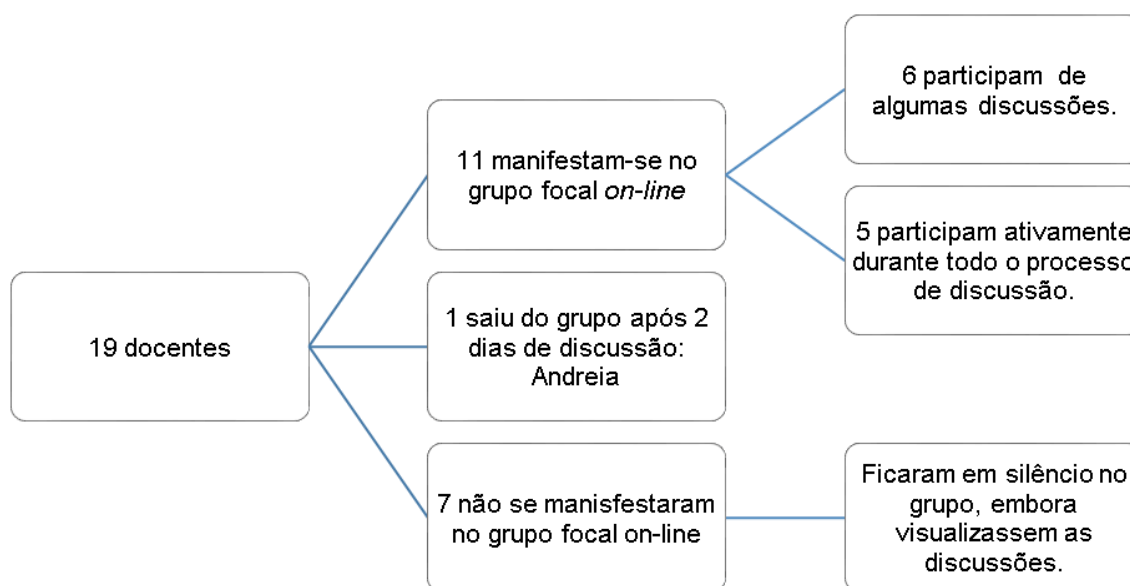 19 docentes
11 manifestam-se no
grupo focal on-line
6 participam de
algumas discussões.
5 participam ativamente
durante todo o processo
de discussão.
1 saiu do grupo após 2
dias de discussão:
Andreia
7 não se manisfestaram
no grupo focal on-line
Ficaram em silêncio no
grupo, embora
visualizassem as
discussões.